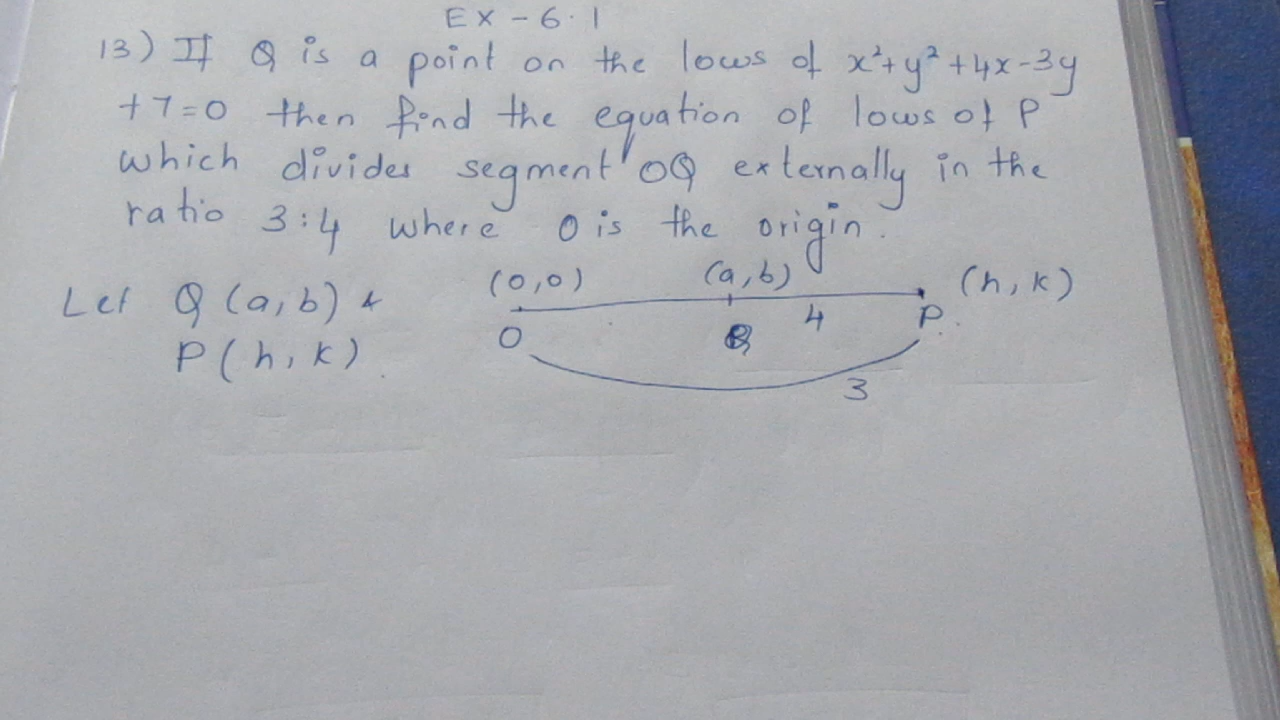 EX - 6.1
13) If Q is a point on the locus of x²+y²+4x-3y
+7=0 then find the equation of locus of P
which divides segment OQ externally in the
ratio 3:4 where O is the origin.
Let Q (a,b) &
P(h,k)
(0,0) (a,b) (h,k)
O Q 4 P
3